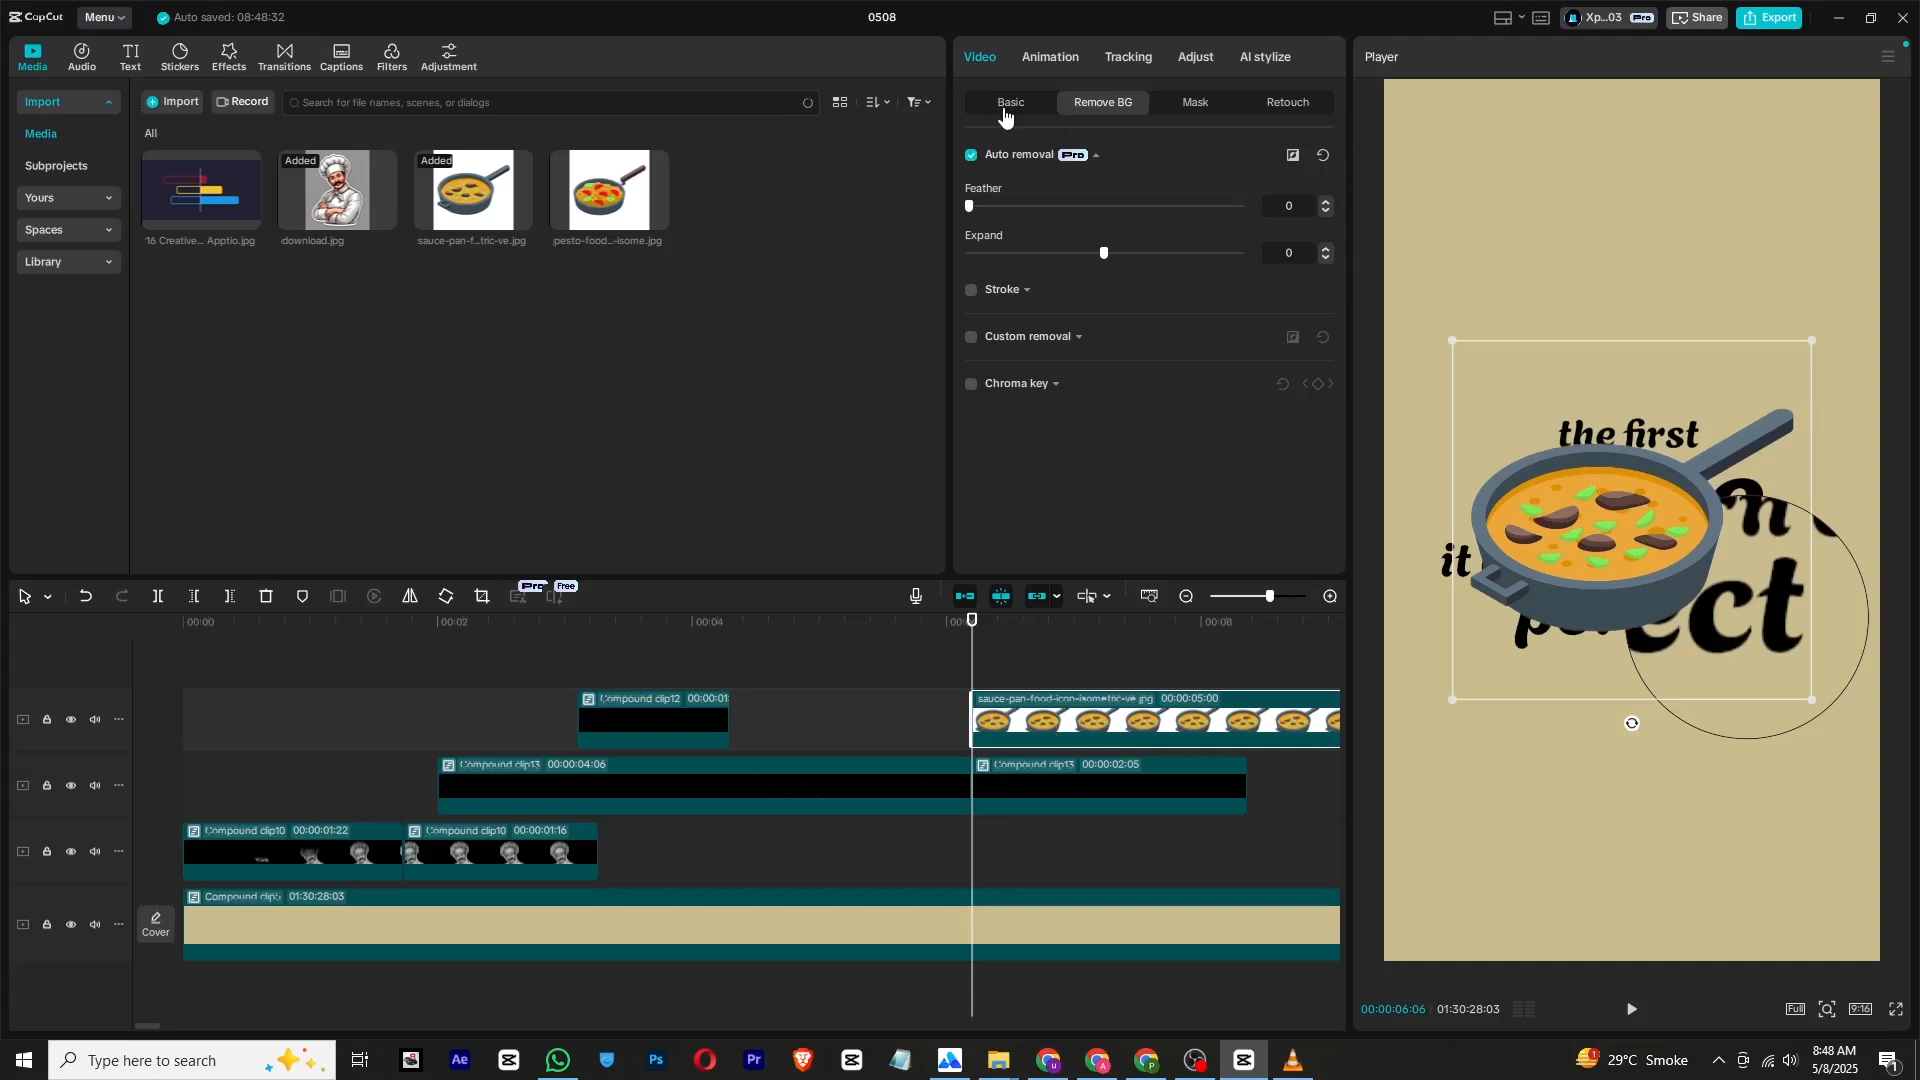 CapCut
Menu
Auto saved: 08:48:32
0508
Xp...03
Pro
Share
Export
Media
Audio
Text
Stickers
Effects
Transitions
Captions
Filters
Adjustment
Import
Media
Subprojects
Yours
Spaces
Library
Import
Record
Search for file names, scenes, or dialogs
All
Added
Added
16 Creative... Apptio.jpg
download.jpg
sauce-pan-f...tric-ve.jpg
pesto-food...-isome.jpg
Video
Animation
Tracking
Adjust
AI stylize
Basic
Remove BG
Mask
Retouch
Auto removal
Pro
Feather
0
Expand
0
Stroke
Custom removal
Chroma key
Player
the first
it
ect
00:00:06:06
01:30:28:03
Full
9:16
Pro
Free
00:00
00:02
00:04
00:08
Compound clip12
sauce-pan-food-icon-isometric-ve.jpg 00:00:05:00
Compound clip13 00:00:04:06
Compound clip13 00:00:02:05
Compound clip10 00:00:01:22
Compound clip10 00:00:01:16
01:30:28:03
Cover
Type here to search
Ae
Ps
Pr
29°C Smoke
8:48 AM
5/8/2025